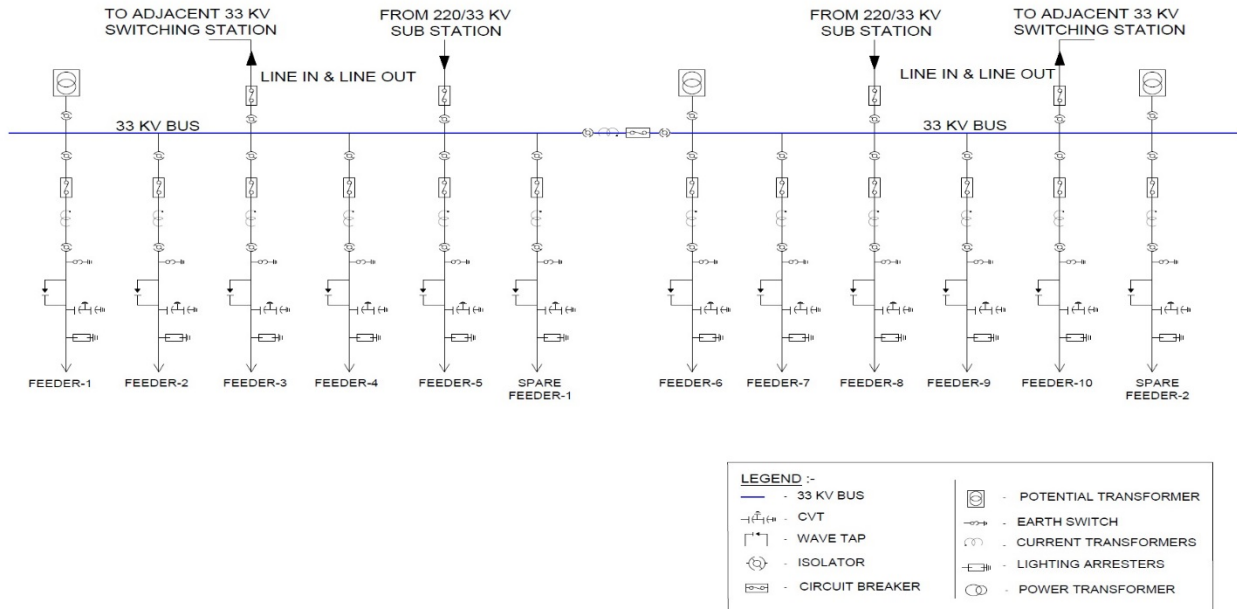 TO ADJACENT 33 KV
SWITCHING STATION
FROM 220/33 KV
SUB STATION
FROM 220/33 KV
SUB STATION
TO ADJACENT 33 KV
SWITCHING STATION
LINE IN & LINE OUT
LINE IN & LINE OUT
33 KV BUS
33 KV BUS
FEEDER-1
FEEDER-2
FEEDER-3
FEEDER-4
FEEDER-5
SPARE
FEEDER-1
FEEDER-6
FEEDER-7
FEEDER-8
FEEDER-9
FEEDER-10
SPARE
FEEDER-2
LEGEND :-
- 33 KV BUS
- CVT
- WAVE TAP
- ISOLATOR
- CIRCUIT BREAKER
- POTENTIAL TRANSFORMER
- EARTH SWITCH
- CURRENT TRANSFORMERS
- LIGHTING ARRESTERS
- POWER TRANSFORMER